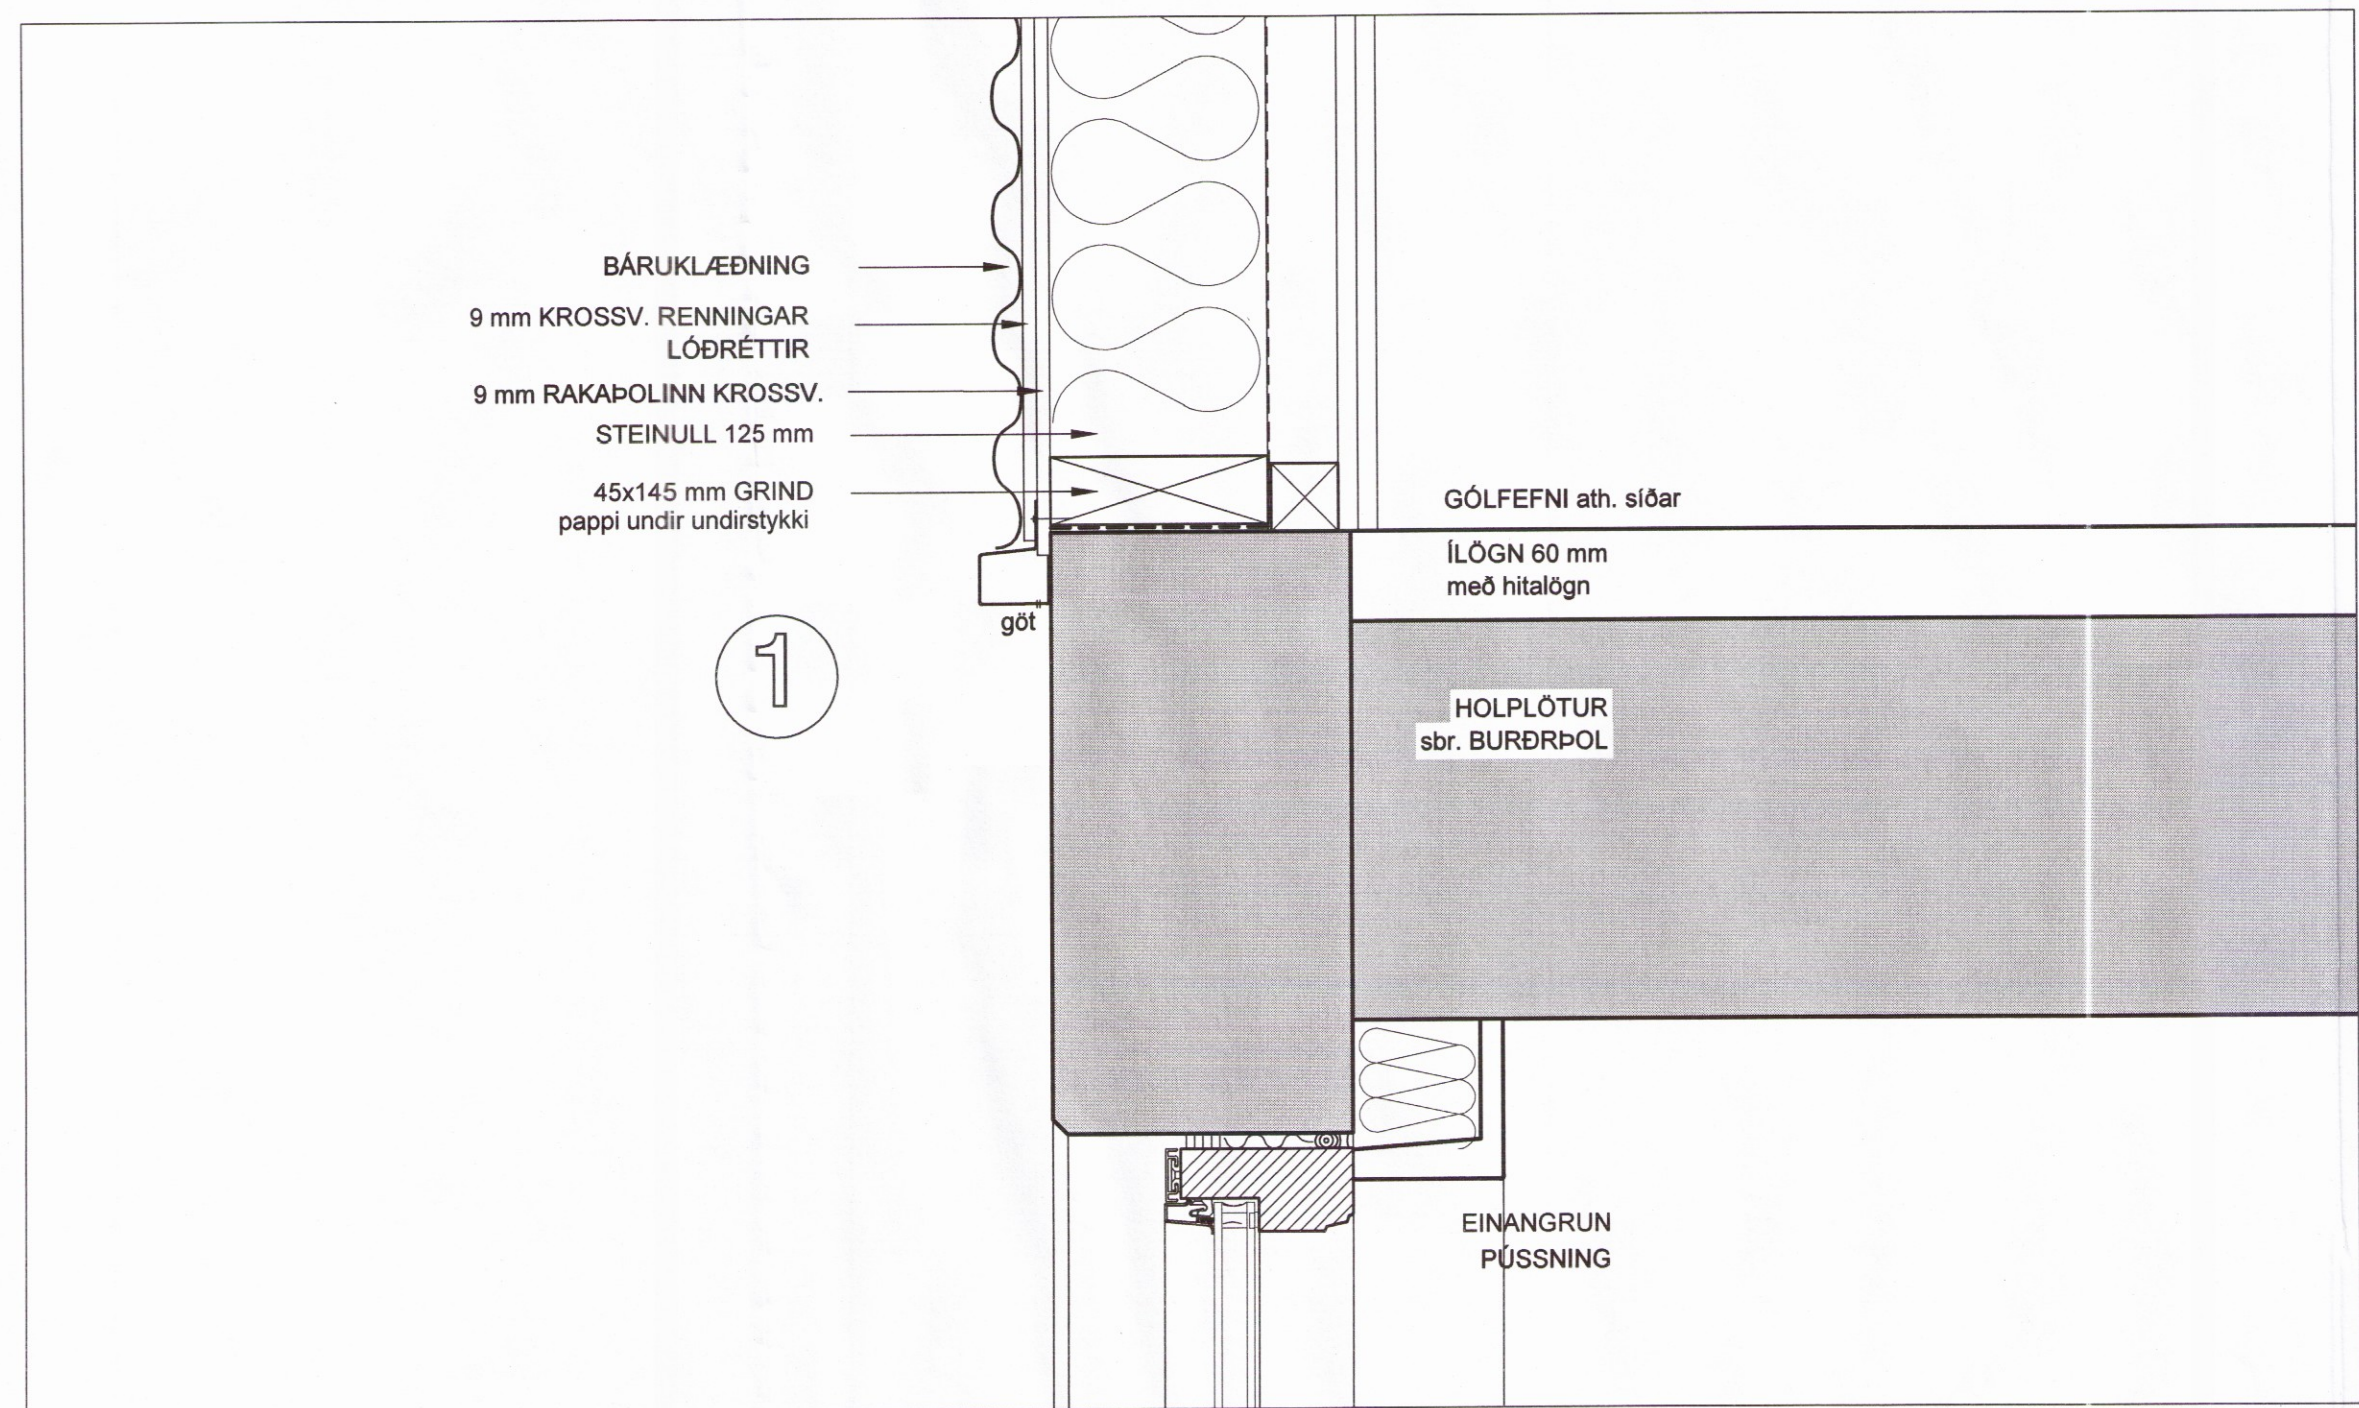 BÁRUKLÆÐNING
9 mm KROSSV. RENNINGAR
LÓÐRÉTTIR
9 mm RAKAÞOLINN KROSSV.
STEINULL 125 mm
45x145 mm GRIND
pappi undir undirstykki
göt
1
GÓLFEFNI ath. síðar
ÍLÖGN 60 mm
með hitalögn
HOLPLÖTUR
sbr. BURÐRÞOL
EINANGRUN
PÚSSNING